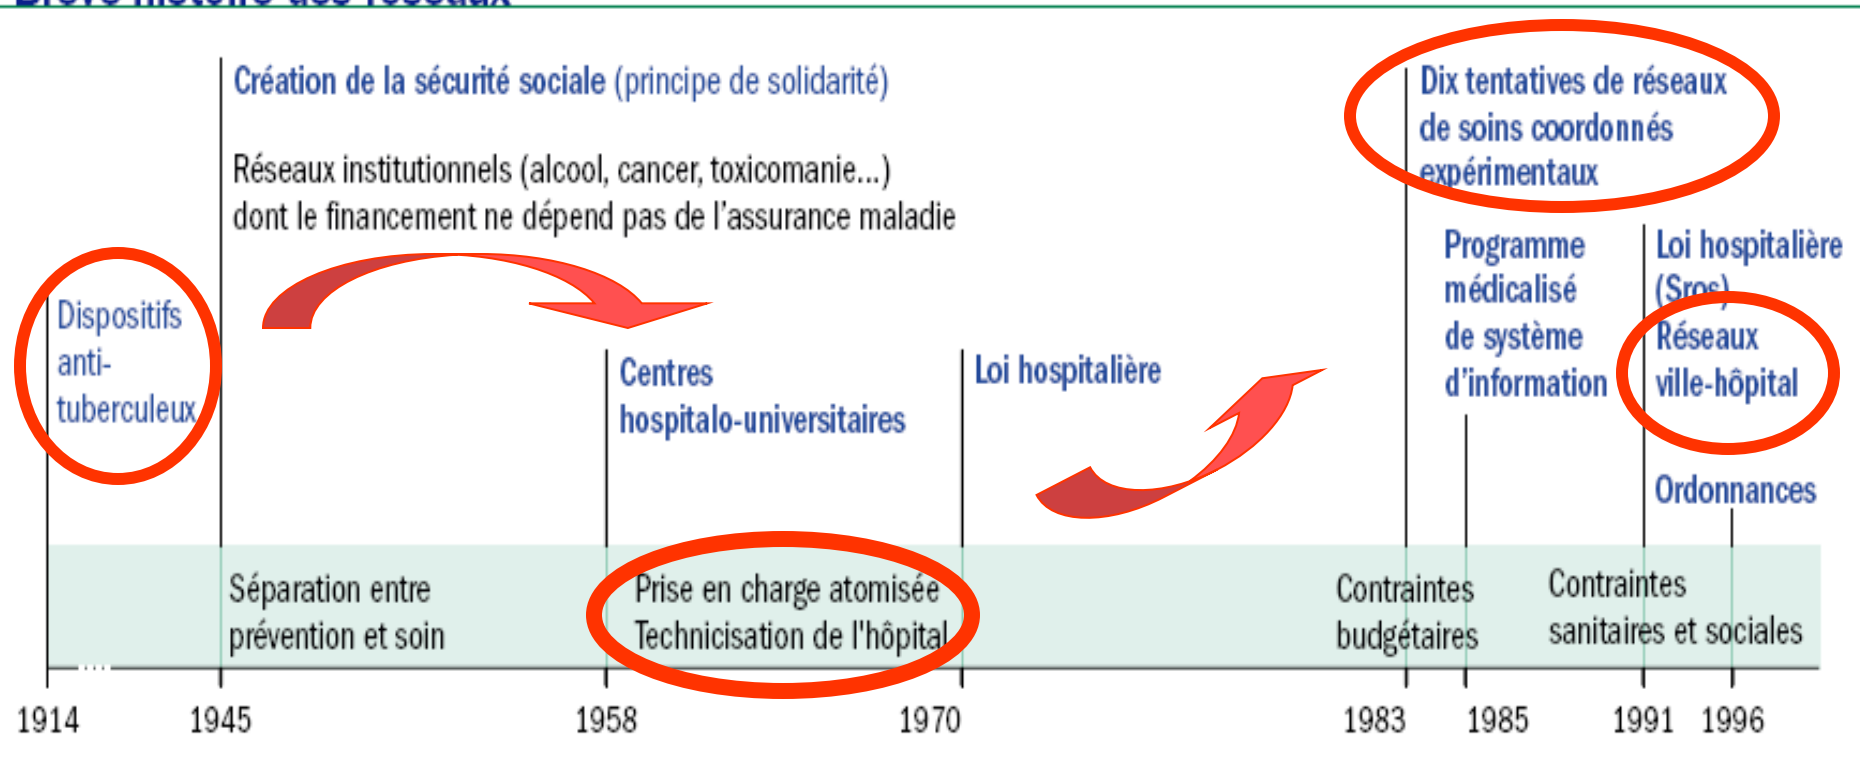 Brève histoire des réseaux
Création de la sécurité sociale (principe de solidarité)
Réseaux institutionnels (alcool, cancer, toxicomanie...)
dont le financement ne dépend pas de l'assurance maladie
Dix tentatives de réseaux
de soins coordonnés
expérimentaux
Programme
médicalisé
de système
d'information
Loi hospitalière
(Sros)
Réseaux
ville-hôpital
Ordonnances
Dispositifs
anti-
tuberculeux
Centres
hospitalo-universitaires
Loi hospitalière
Séparation entre
prévention et soin
Prise en charge atomisée
Technicisation de l'hôpital
Contraintes
budgétaires
Contraintes
sanitaires et sociales
1914 1945 1958 1970 1983 1985 1991 1996